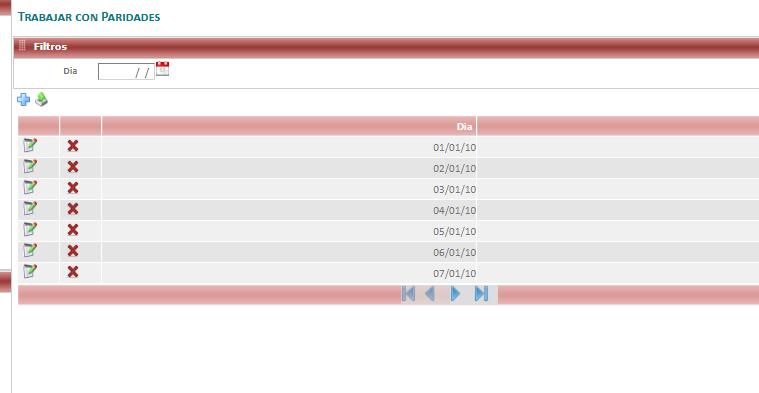 Trabajar con Paridades
Filtros
Dia / /
Dia
01/01/10
02/01/10
03/01/10
04/01/10
05/01/10
06/01/10
07/01/10